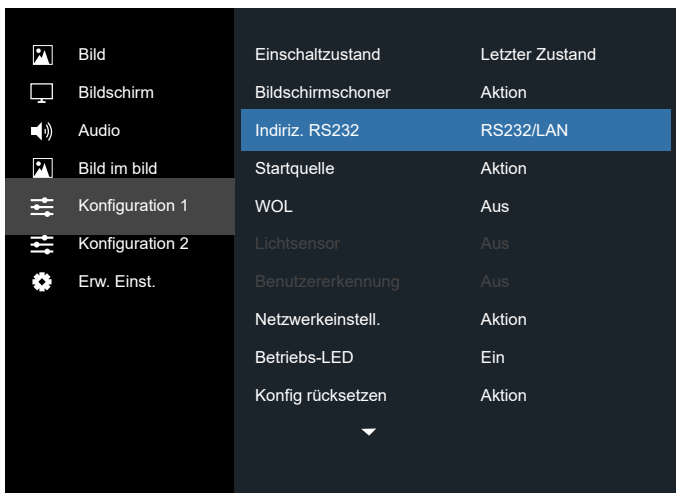 Bild
Bildschirm
Audio
Bild im bild
Konfiguration 1
Konfiguration 2
Erw. Einst.
Einschaltzustand Letzter Zustand
Bildschirmschoner Aktion
Indiriz. RS232 RS232/LAN
Startquelle Aktion
WOL Aus
Lichtsensor Aus
Benutzererkennung Aus
Netzwerkeinstell. Aktion
Betriebs-LED Ein
Konfig rücksetzen Aktion